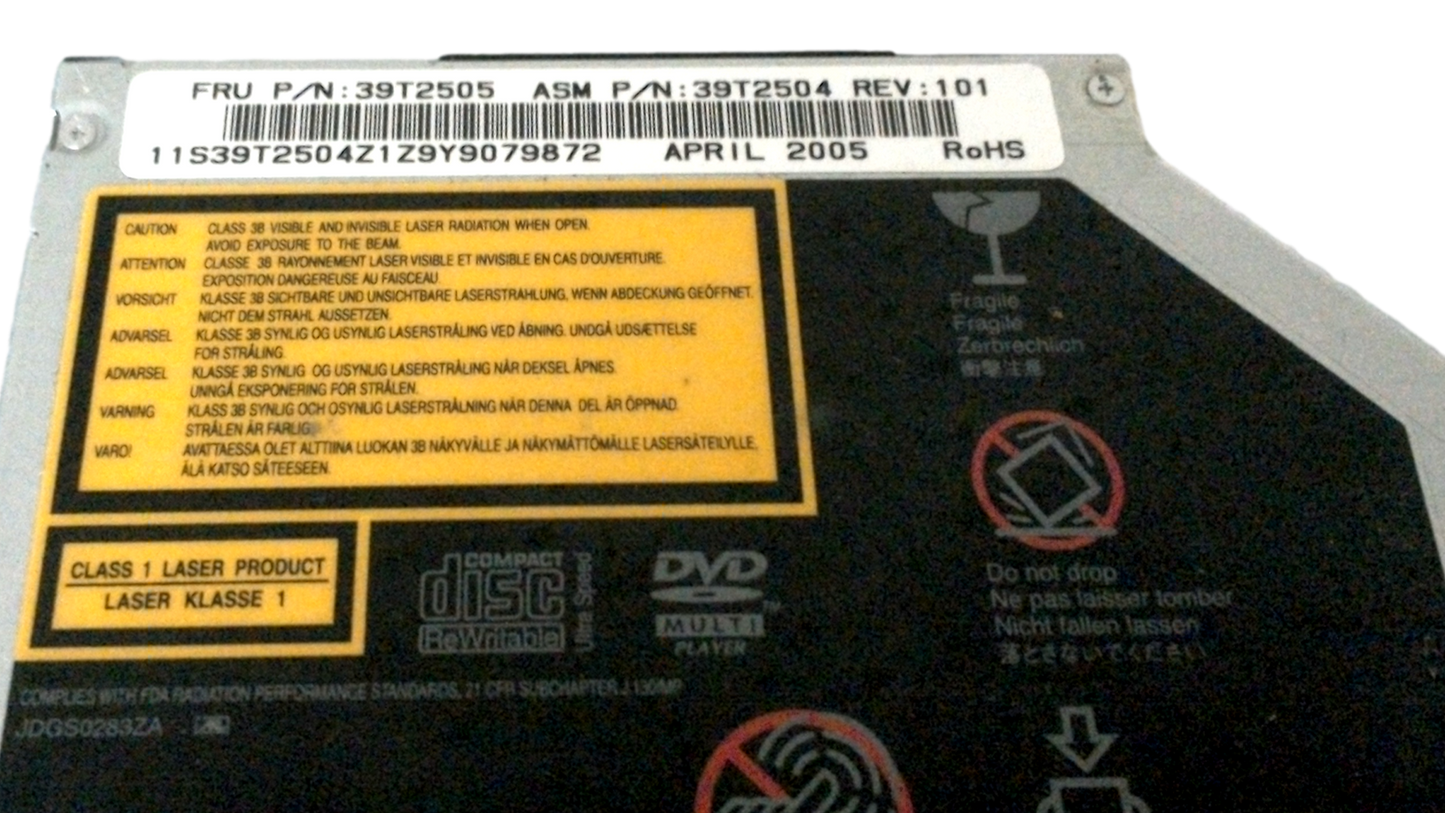 FRU P/N:39T2505 ASM P/N:39T2504 REV:101
11S39T2504Z1Z9Y9079872 APRIL 2005 RoHS
CAUTION CLASS 3B VISIBLE AND INVISIBLE LASER RADIATION WHEN OPEN.
AVOID EXPOSURE TO THE BEAM.
ATTENTION CLASSE 3B RAYONNEMENT LASER VISIBLE ET INVISIBLE EN CAS D'OUVERTURE.
EXPOSITION DANGEREUSE AU FAISCEAU.
VORSICHT KLASSE 3B SICHTBARE UND UNSICHTBARE LASERSTRAHLUNG, WENN ABDECKUNG GEÖFFNET.
NICHT DEM STRAHL AUSSETZEN.
ADVARSEL KLASSE 3B SYNLIG OG USYNLIG LASERSTRÅLING VED ÅBNING. UNDGÅ UDSÆTTELSE
FOR STRÅLING.
ADVARSEL KLASSE 3B SYNLIG OG USYNLIG LASERSTRÅLING NÅR DEKSEL ÅPNES.
UNNGÅ EKSPONERING FOR STRÅLEN.
VARNING KLASS 3B SYNLIG OCH OSYNLIG LASERSTRÅLNING NÄR DENNA DEL ÄR ÖPPNAD.
STRÅLEN ÄR FARLIG.
VARO! AVATTAESSA OLET ALTTIINA LUOKAN 3B NÄKYVÄLLE JA NÄKYMÄTTÖMÄLLE LASERSÄTEILYLLE.
ÄLÄ KATSO SÄTEESEEN.
Fragile
Fragile
Zerbrechlich
衝撃注意
CLASS 1 LASER PRODUCT
LASER KLASSE 1
COMPACT
disc
ReWritable
Ultra Speed
DVD
MULTI
PLAYER
TM
Do not drop
Ne pas laisser tomber
Nicht fallen lassen
落とさないでください
COMPLIES WITH FDA RADIATION PERFORMANCE STANDARDS, 21 CFR SUBCHAPTER J
JDGS0283ZA